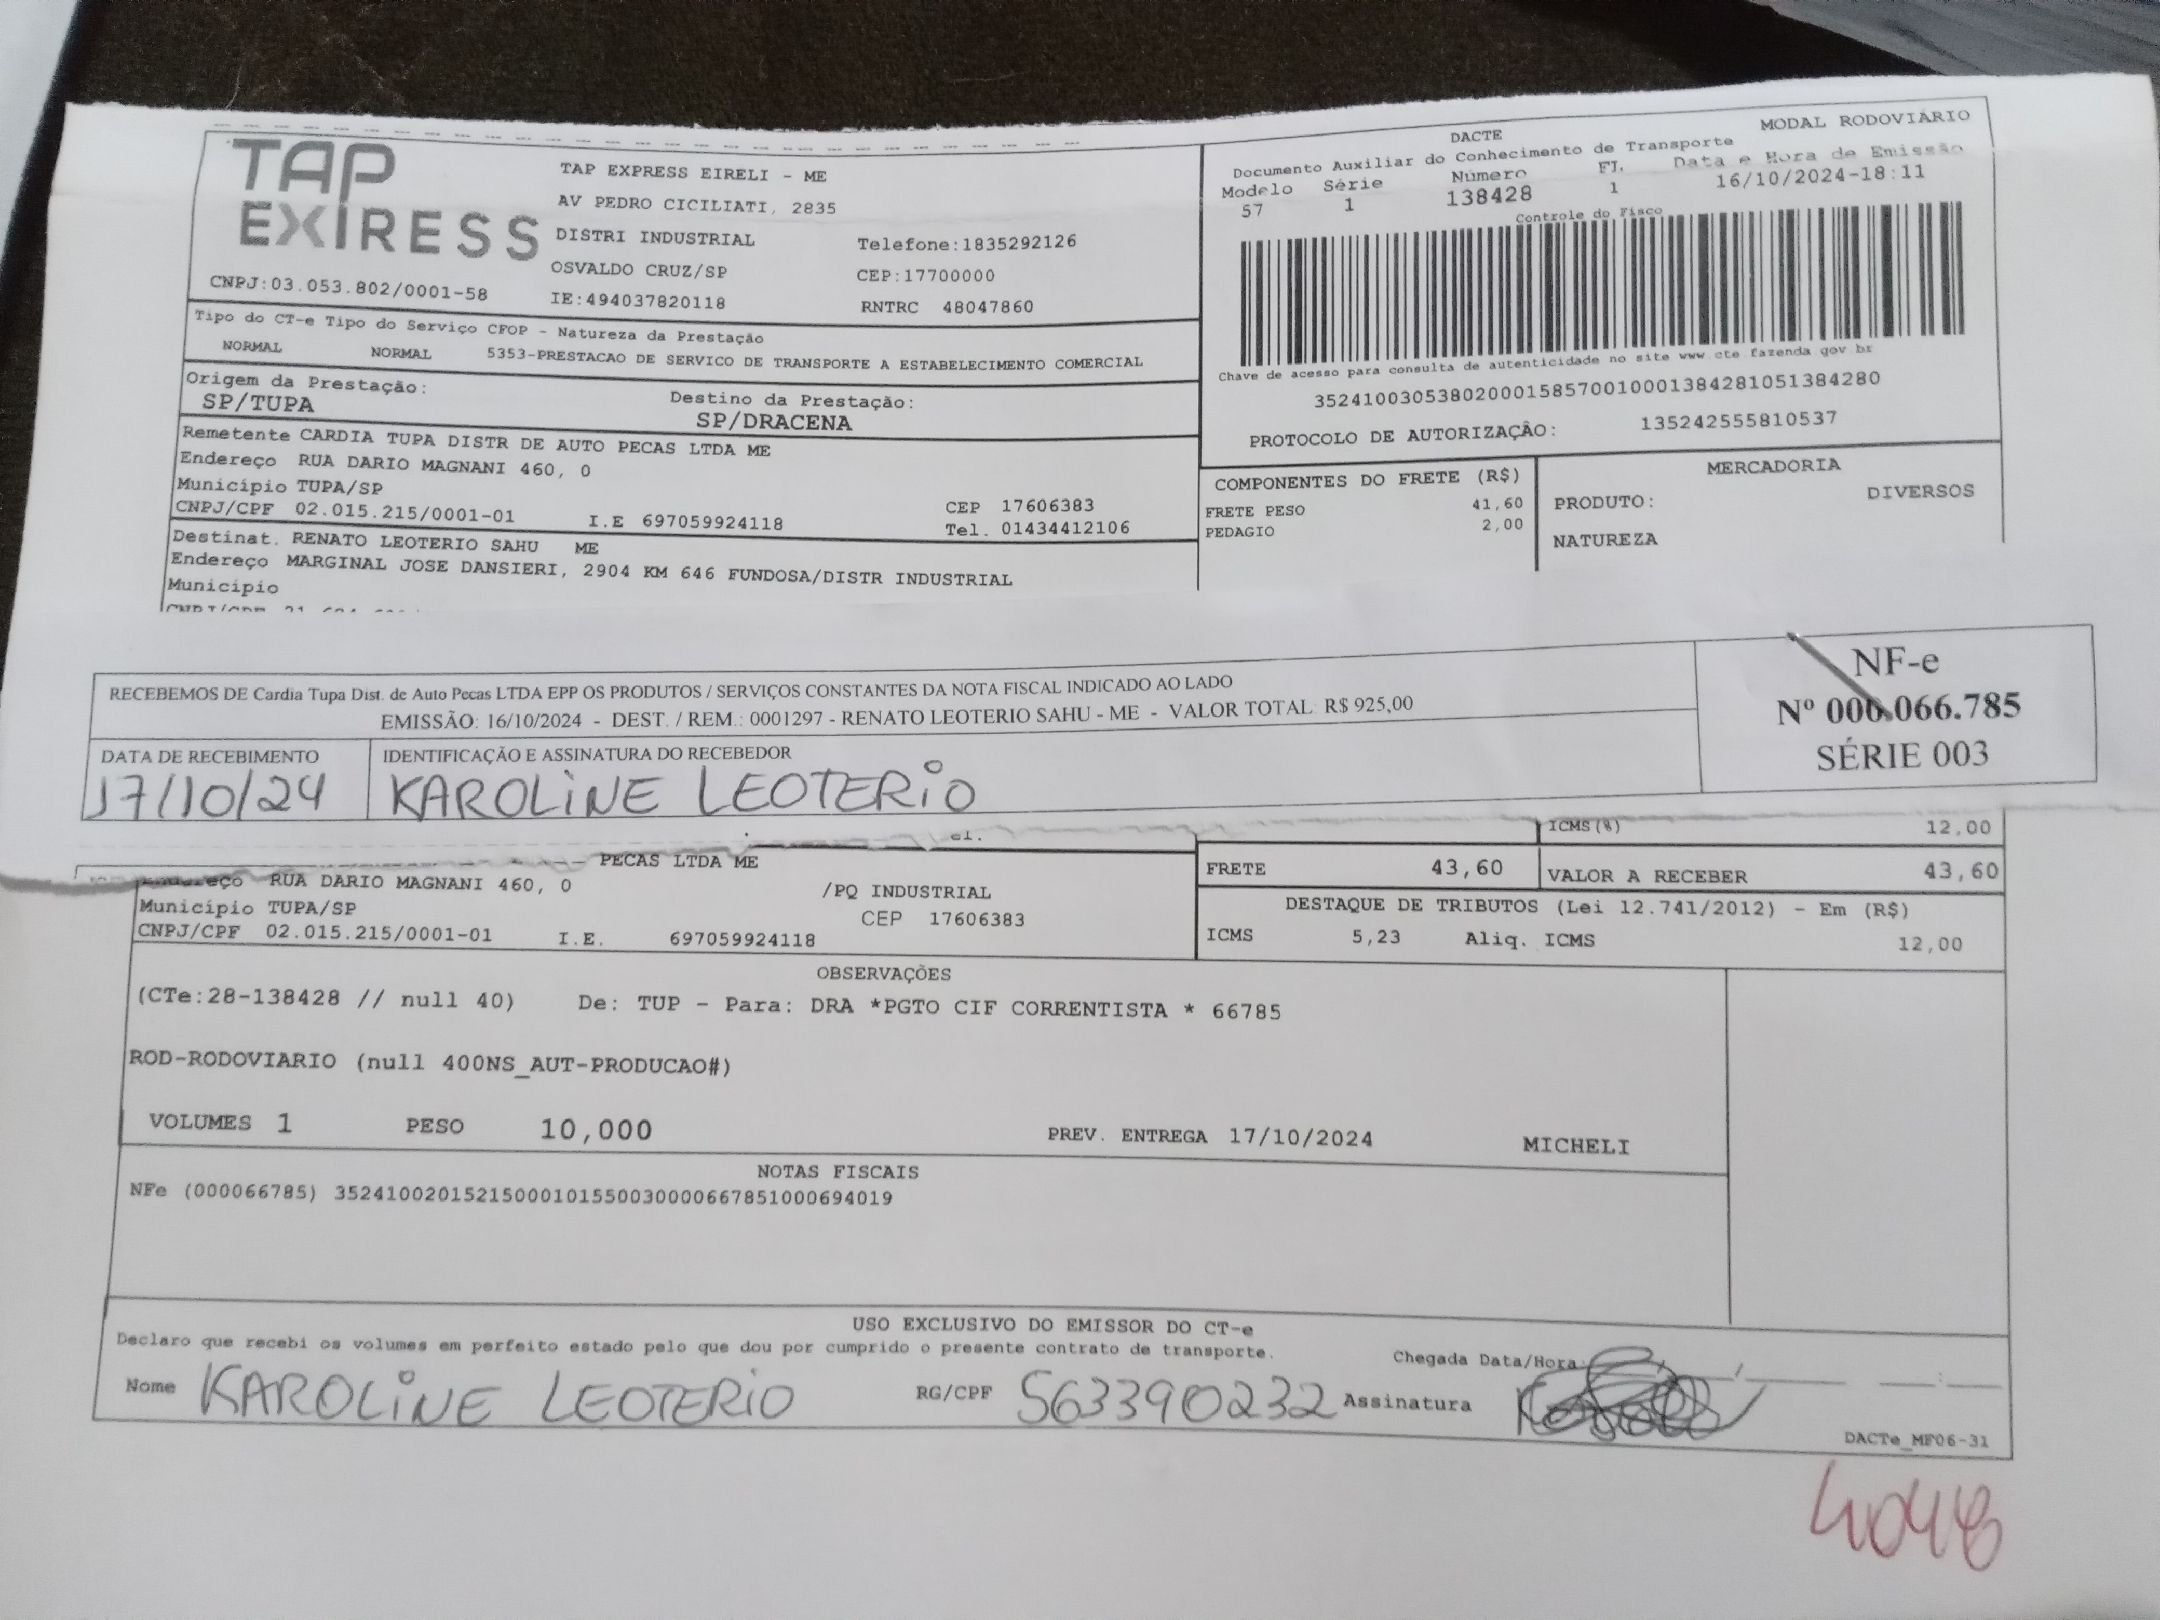 TAP EXPRESS
TAP EXPRESS EIRELI - ME
AV PEDRO CICILIATI, 2835
DISTRI INDUSTRIAL Telefone:1835292126
OSVALDO CRUZ/SP CEP:17700000
CNPJ:03.053.802/0001-58 IE:494037820118 RNTRC 48047860
DACTE MODAL RODOVIÁRIO
Documento Auxiliar do Conhecimento de Transporte
Modelo Série Número FL. Data e Hora de Emissão
57 1 138428 1 16/10/2024-18:11
Controle do Fisco
Chave de acesso para consulta de autenticidade no site www.cte.fazenda.gov.br
35241003053802000158570010001384281051384280
PROTOCOLO DE AUTORIZAÇÃO: 135242555810537
Tipo do CT-e Tipo do Serviço CFOP - Natureza da Prestação
NORMAL NORMAL 5353-PRESTACAO DE SERVICO DE TRANSPORTE A ESTABELECIMENTO COMERCIAL
Origem da Prestação: Destino da Prestação:
SP/TUPA SP/DRACENA
Remetente CARDIA TUPA DISTR DE AUTO PECAS LTDA ME
Endereço RUA DARIO MAGNANI 460, 0
Município TUPA/SP CEP 17606383
CNPJ/CPF 02.015.215/0001-01 I.E 697059924118 Tel. 01434412106
COMPONENTES DO FRETE (R$)
FRETE PESO 41,60
PEDAGIO 2,00
MERCADORIA
PRODUTO: DIVERSOS
NATUREZA
Destinat. RENATO LEOTERIO SAHU ME
Endereço MARGINAL JOSE DANSIERI, 2904 KM 646 FUNDOSA/DISTR INDUSTRIAL
Município
RECEBEMOS DE Cardia Tupa Dist. de Auto Pecas LTDA EPP OS PRODUTOS / SERVIÇOS CONSTANTES DA NOTA FISCAL INDICADO AO LADO
EMISSÃO: 16/10/2024 - DEST. / REM.: 0001297 - RENATO LEOTERIO SAHU - ME - VALOR TOTAL: R$ 925,00
NF-e
Nº 000.066.785
SÉRIE 003
DATA DE RECEBIMENTO IDENTIFICAÇÃO E ASSINATURA DO RECEBEDOR
17/10/24 KAROLINE LEOTERIO
ICMS(%) 12,00
PECAS LTDA ME
Endereço RUA DARIO MAGNANI 460, 0 /PQ INDUSTRIAL
Município TUPA/SP CEP 17606383
CNPJ/CPF 02.015.215/0001-01 I.E. 697059924118
FRETE 43,60 VALOR A RECEBER 43,60
DESTAQUE DE TRIBUTOS (Lei 12.741/2012) - Em (R$)
ICMS 5,23 Aliq. ICMS 12,00
OBSERVAÇÕES
(CTe:28-138428 // null 40) De: TUP - Para: DRA *PGTO CIF CORRENTISTA * 66785
ROD-RODOVIARIO (null 400NS_AUT-PRODUCAO#)
VOLUMES 1 PESO 10,000 PREV. ENTREGA 17/10/2024 MICHELI
NOTAS FISCAIS
NFe (000066785) 35241002015215000101550030000667851000694019
USO EXCLUSIVO DO EMISSOR DO CT-e
Declaro que recebi os volumes em perfeito estado pelo que dou por cumprido o presente contrato de transporte.
Chegada Data/Hora:
Nome KAROLINE LEOTERIO RG/CPF 563390232 Assinatura
DACTe_MF06-31